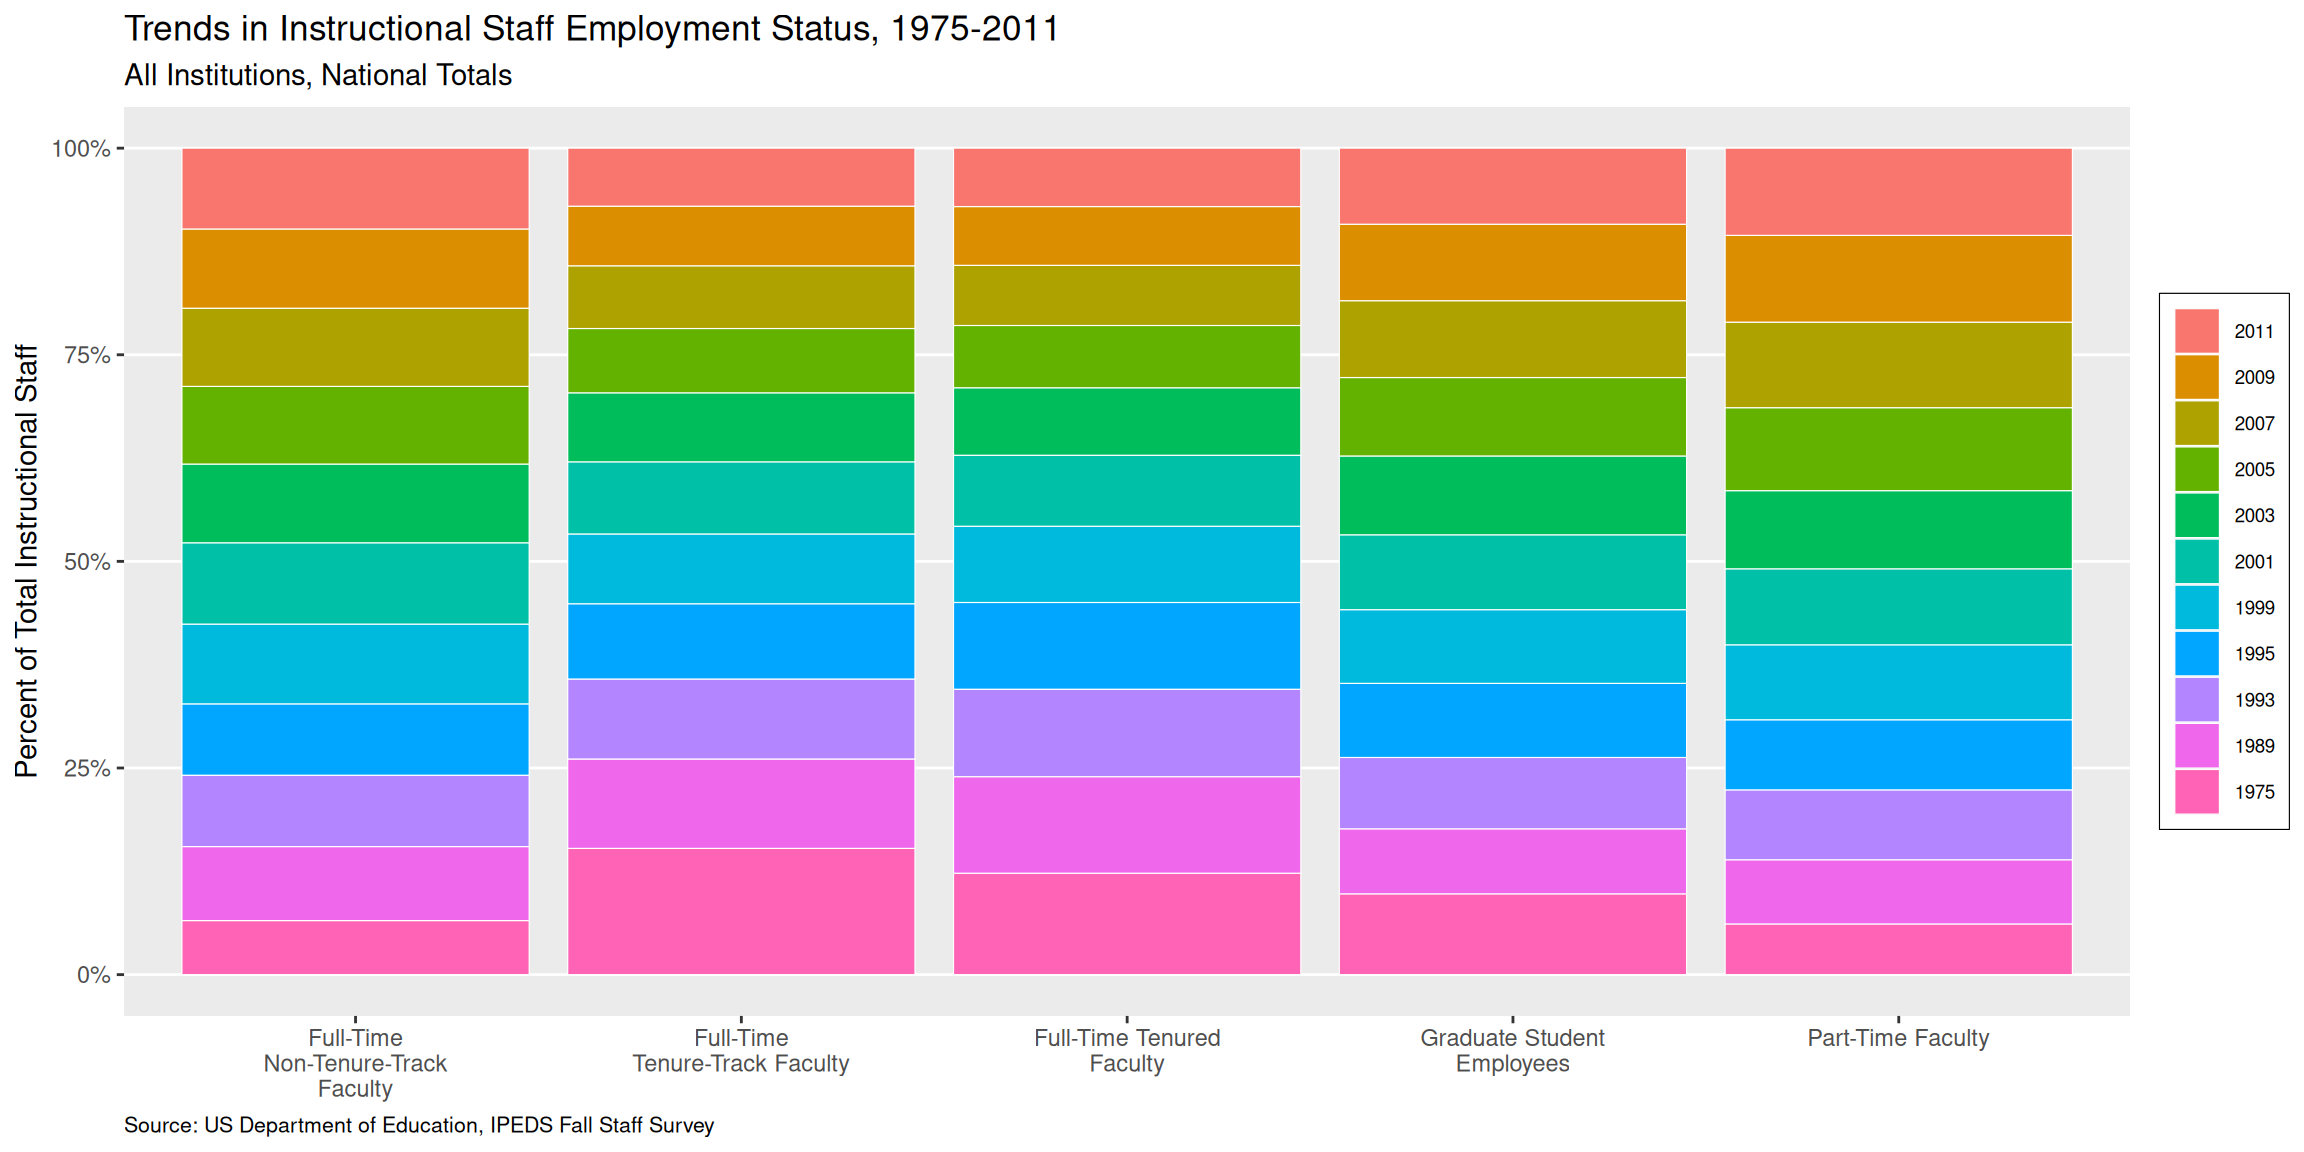 Trends in Instructional Staff Employment Status, 1975-2011
All Institutions, National Totals
Percent of Total Instructional Staff
100%
75%
50%
25%
0%
Full-Time
Non-Tenure-Track
Faculty
Full-Time
Tenure-Track Faculty
Full-Time Tenured
Faculty
Graduate Student
Employees
Part-Time Faculty
2011
2009
2007
2005
2003
2001
1999
1995
1993
1989
1975
Source: US Department of Education, IPEDS Fall Staff Survey